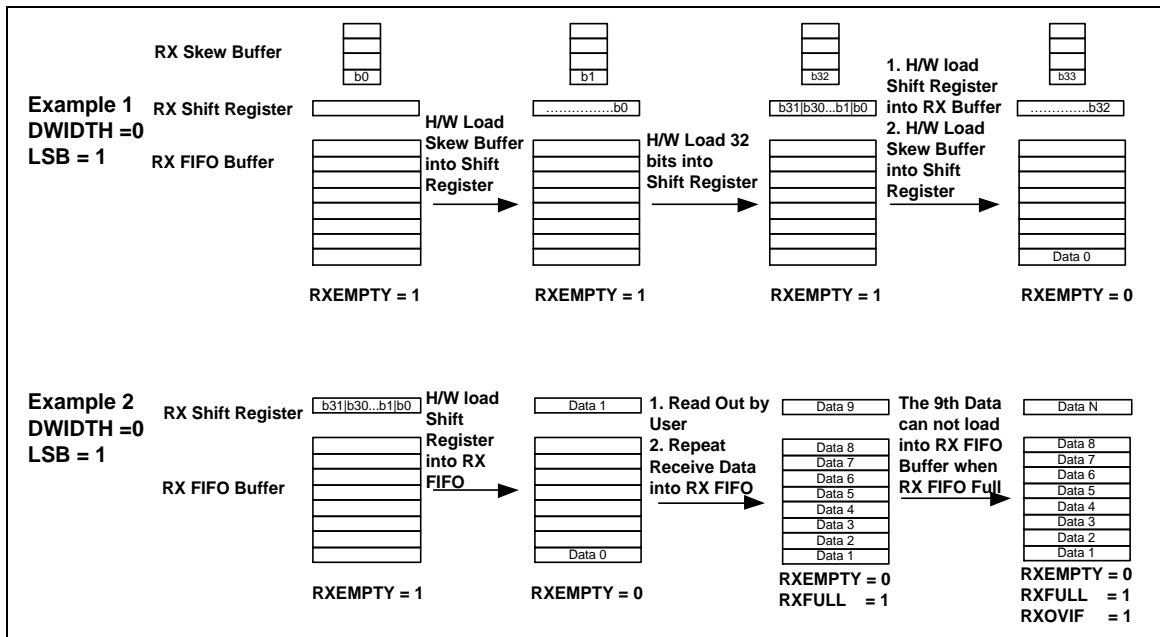 RX Skew Buffer
b0
b1
b32
b33
Example 1
DWIDTH =0
LSB = 1
RX Shift Register
……………..b0
b31|b30...b1|b0
…………..b32
RX FIFO Buffer
H/W Load
Skew Buffer
into Shift
Register
H/W Load 32
bits into
Shift Register
1. H/W load
Shift Register
into RX Buffer
2. H/W Load
Skew Buffer
into Shift
Register
Data 0
RXEMPTY = 1
RXEMPTY = 1
RXEMPTY = 1
RXEMPTY = 0
Example 2
DWIDTH =0
LSB = 1
RX Shift Register
b31|b30...b1|b0
Data 1
Data 9
Data N
RX FIFO Buffer
H/W load
Shift
Register
into RX
FIFO
Data 0
1. Read Out by
User
2. Repeat
Receive Data
into RX FIFO
Data 8
Data 7
Data 6
Data 5
Data 4
Data 3
Data 2
Data 1
The 9th Data
can not load
into RX FIFO
Buffer when
RX FIFO Full
Data 8
Data 7
Data 6
Data 5
Data 4
Data 3
Data 2
Data 1
RXEMPTY = 1
RXEMPTY = 0
RXEMPTY = 0
RXFULL = 1
RXEMPTY = 0
RXFULL = 1
RXOVIF = 1